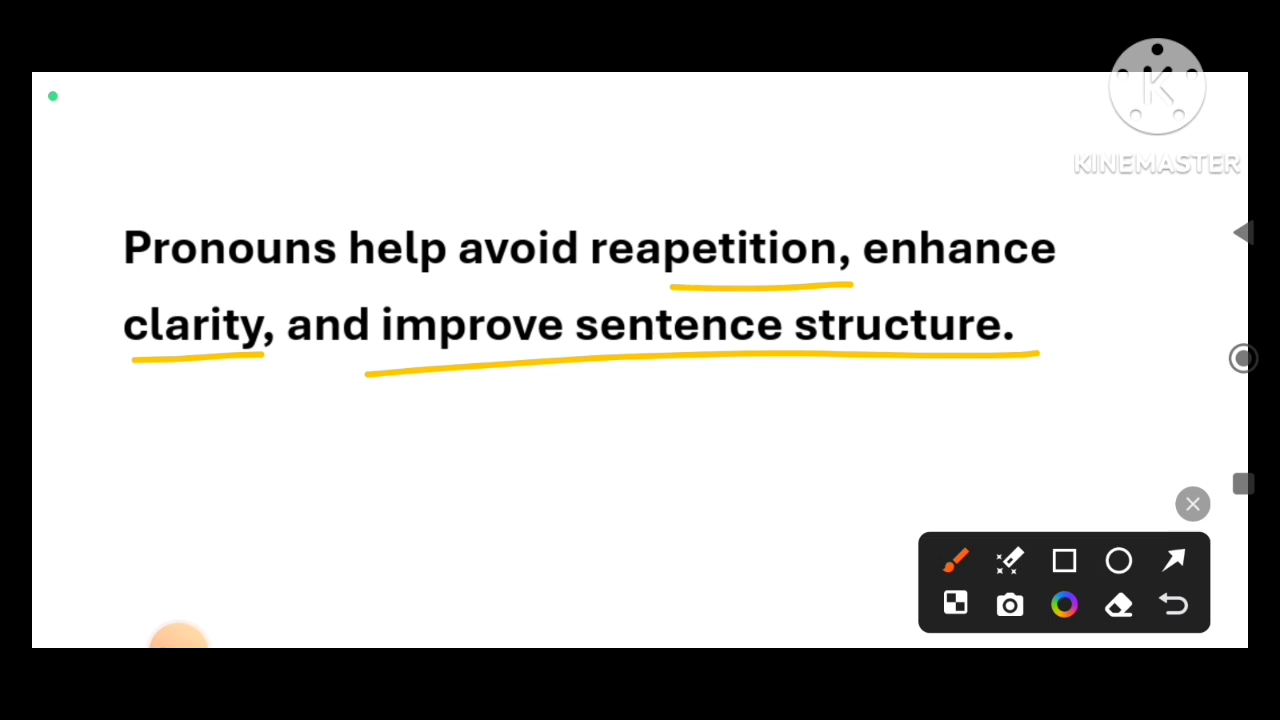 K
KINEMASTER
Pronouns help avoid reapetition, enhance
clarity, and improve sentence structure.